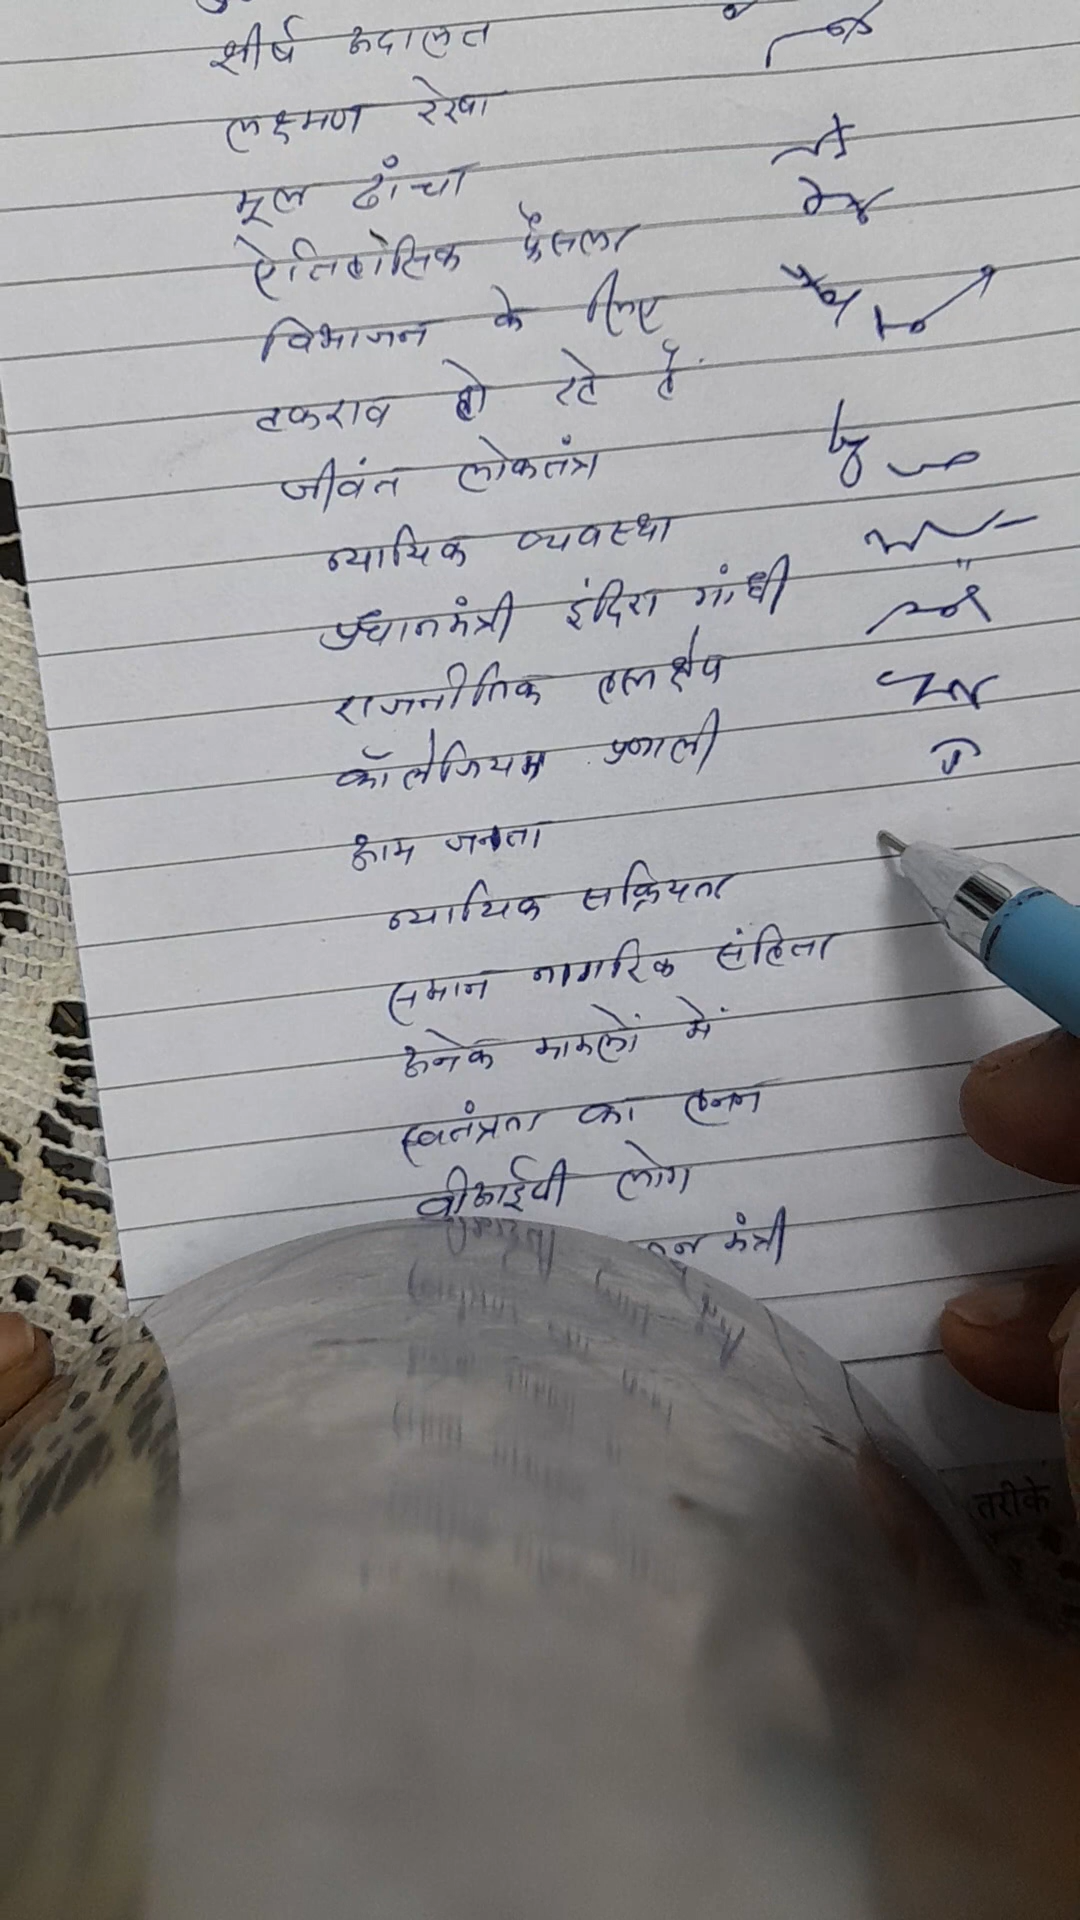 शीर्ष अदालत
लक्ष्मण रेखा
मूल ढांचा
ऐतिहासिक फैसला
विभाजन के लिए
टकराव हो रहे हैं.
जीवंत लोकतंत्र
न्यायिक व्यवस्था
प्रधानमंत्री इंदिरा गांधी
राजनीतिक हस्तक्षेप
कॉलेजियम प्रणाली
आम जनता
न्यायिक सक्रियता
समान नागरिक संहिता
अनेक मामलों में
स्वतंत्रता का हनन
वीआईपी लोग
मंत्री
तरीके